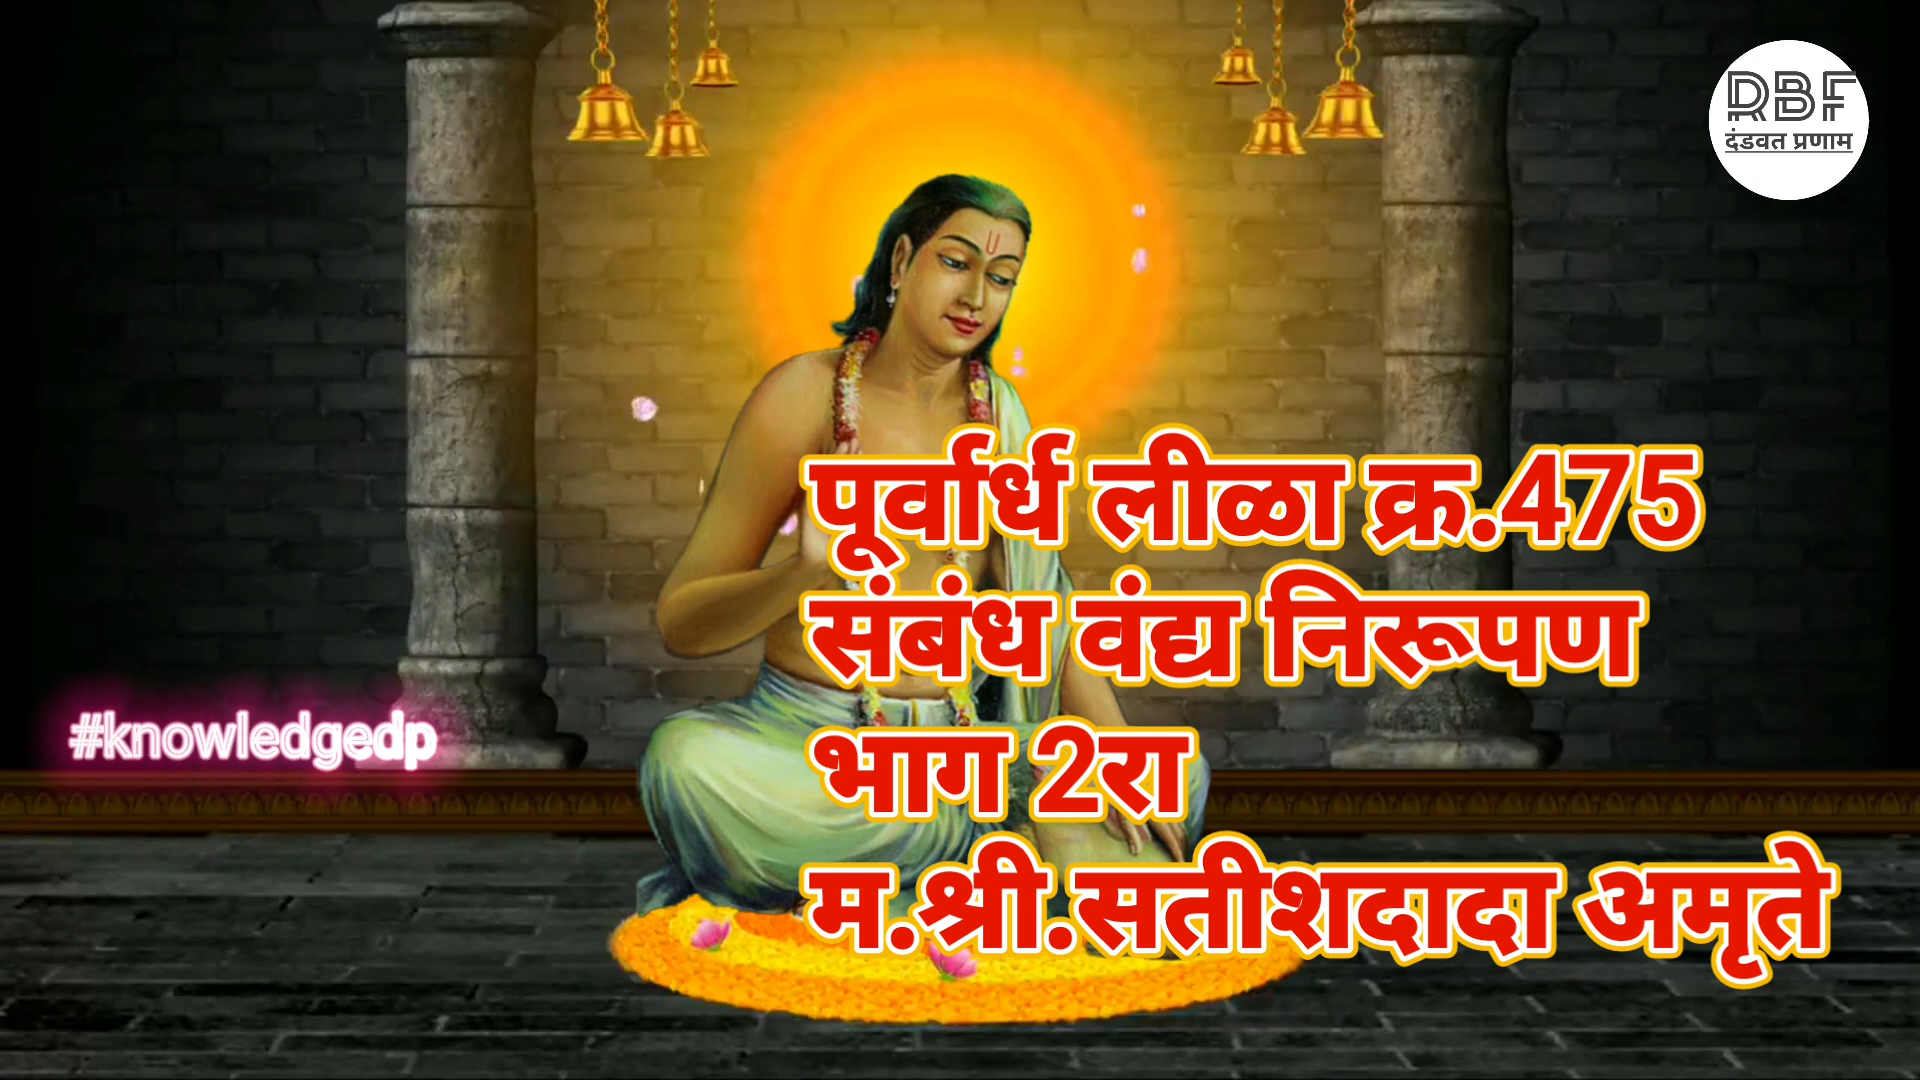 RBF
दंडवत प्रणाम
पूर्वार्ध लीळा क्र.475
संबंध वंद्य निरूपण
#knowledgedp
भाग 2रा
म.श्री.सतीशदादा अमृते